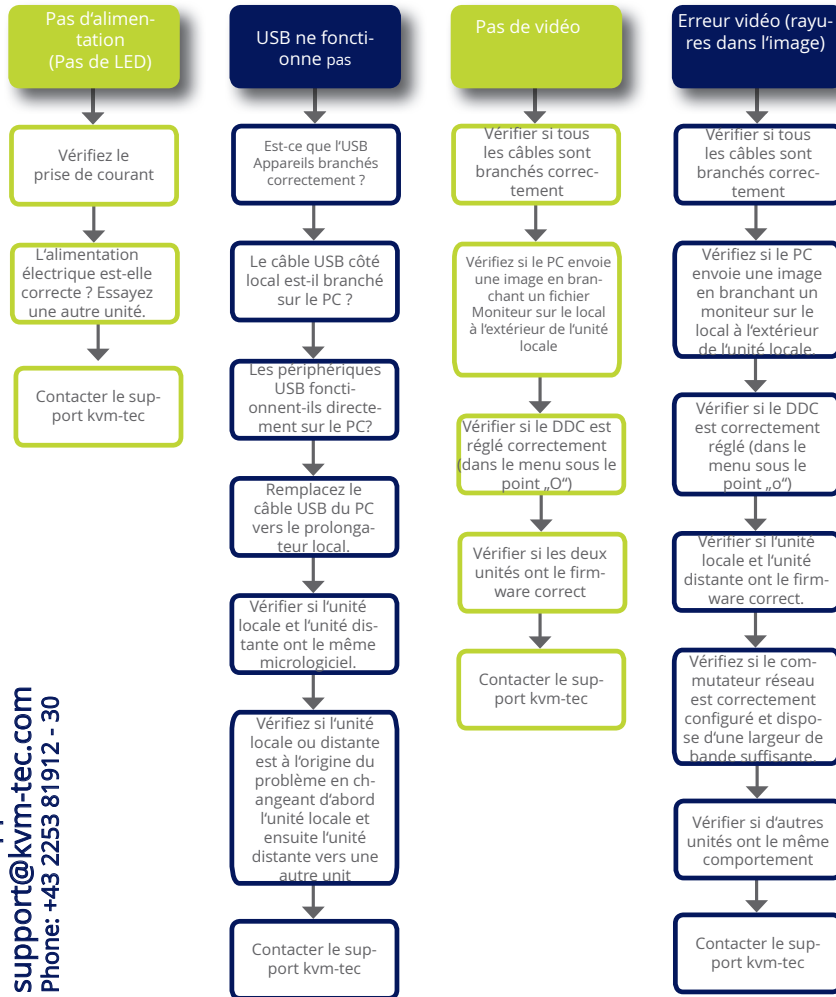 Pas d‘alimen-
tation
(Pas de LED)
Vérifiez le
prise de courant
L‘alimentation
électrique est-elle
correcte ? Essayez
une autre unité.
Contacter le sup-
port kvm-tec
USB ne foncti-
onne pas
Est-ce que l‘USB
Appareils branchés
correctement ?
Le câble USB côté
local est-il branché
sur le PC ?
Les périphériques
USB foncti-
onnent-ils directe-
ment sur le PC?
Remplacez le
câble USB du PC
vers le prolonga-
teur local.
Vérifier si l‘unité
locale et l‘unité dis-
tante ont le même
micrologiciel.
Vérifiez si l‘unité
locale ou distante
est à l‘origine du
problème en ch-
angeant d‘abord
l‘unité locale et
ensuite l‘unité
distante vers une
autre unit
Contacter le sup-
port kvm-tec
Pas de vidéo
Vérifier si tous
les câbles sont
branchés correc-
tement
Vérifiez si le PC envoie
une image en bran-
chant un fichier
Moniteur sur le local
à l‘extérieur de l‘unité
locale
Vérifier si le DDC est
réglé correctement
(dans le menu sous le
point „O“)
Vérifier si les deux
unités ont le firm-
ware correct
Contacter le sup-
port kvm-tec
Erreur vidéo (rayu-
res dans l‘image)
Vérifier si tous
les câbles sont
branchés correc-
tement
Vérifiez si le PC
envoie une image
en branchant un
moniteur sur le
local à l‘extérieur
de l‘unité locale.
Vérifier si le DDC
est correctement
réglé (dans le
menu sous le
point „o“)
Vérifier si l‘unité
locale et l‘unité
distante ont le firm-
ware correct.
Vérifiez si le com-
mutateur réseau
est correctement
configuré et dispo-
se d‘une largeur de
bande suffisante.
Vérifier si d‘autres
unités ont le même
comportement
Contacter le sup-
port kvm-tec
support@kvm-tec.com
Phone: +43 2253 81912 - 30